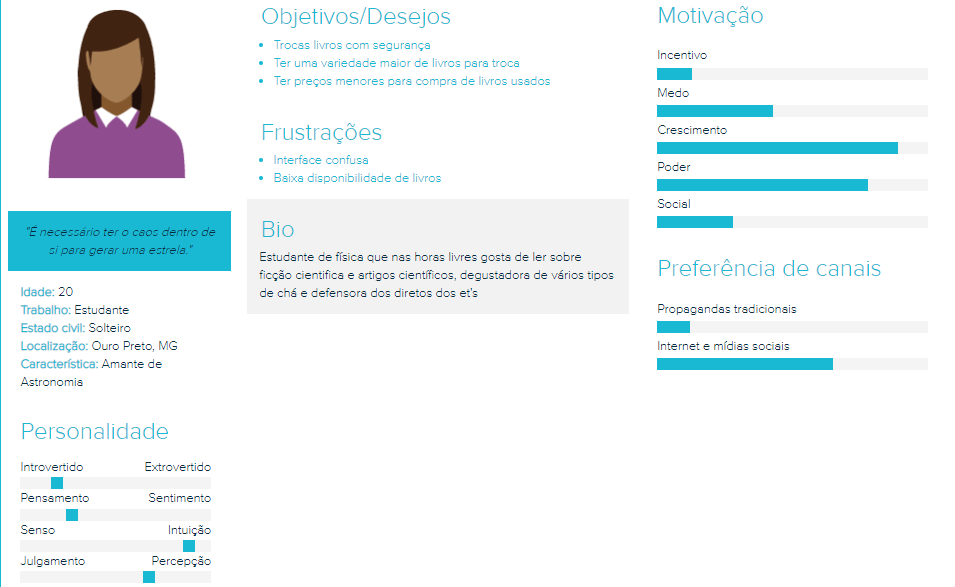 "É necessário ter o caos dentro de
si para gerar uma estrela."
Idade: 20
Trabalho: Estudante
Estado civil: Solteiro
Localização: Ouro Preto, MG
Característica: Amante de
Astronomia
Personalidade
Introvertido Extrovertido
Pensamento Sentimento
Senso Intuição
Julgamento Percepção
Objetivos/Desejos
• Trocas livros com segurança
• Ter uma variedade maior de livros para troca
• Ter preços menores para compra de livros usados
Frustrações
• Interface confusa
• Baixa disponibilidade de livros
Bio
Estudante de física que nas horas livres gosta de ler sobre
ficção cientifica e artigos científicos, degustadora de vários tipos
de chá e defensora dos diretos dos et's
Motivação
Incentivo
Medo
Crescimento
Poder
Social
Preferência de canais
Propagandas tradicionais
Internet e mídias sociais